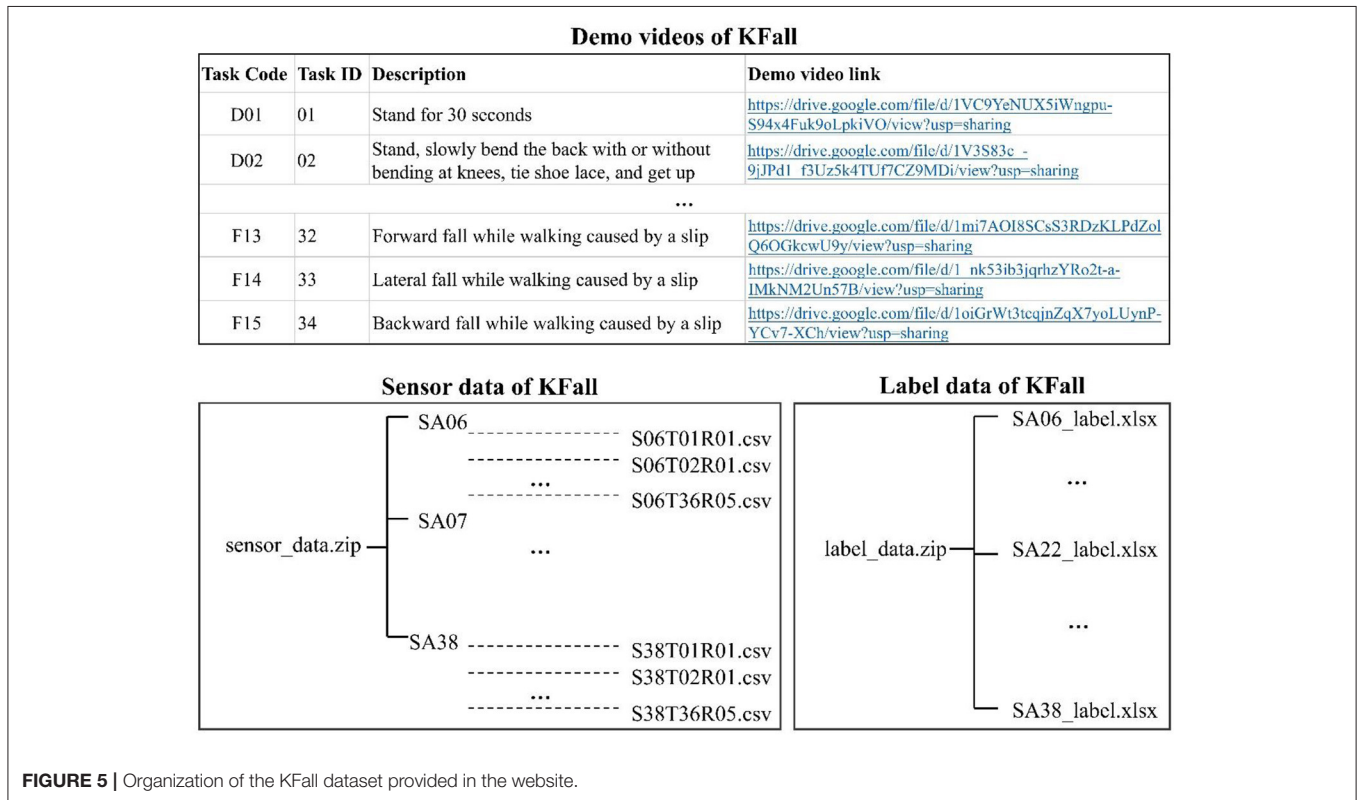 Demo videos of KFall
Task Code Task ID Description Demo video link
D01 01 Stand for 30 seconds https://drive.google.com/file/d/1VC9YeNUX5iWngpu-
S94x4Fuk9oLpkiVO/view?usp=sharing
D02 02 Stand, slowly bend the back with or without
bending at knees, tie shoe lace, and get up
https://drive.google.com/file/d/1V3S83c_-
9jJPd1_f3Uz5k4TUf7CZ9MDi/view?usp=sharing
...
F13 32 Forward fall while walking caused by a slip https://drive.google.com/file/d/1mi7AOI8SCsS3RDzKLPdZol
Q6OGkcwU9y/view?usp=sharing
F14 33 Lateral fall while walking caused by a slip https://drive.google.com/file/d/1_nk53ib3jqrhzYRo2t-a-
IMkNM2Un57B/view?usp=sharing
F15 34 Backward fall while walking caused by a slip https://drive.google.com/file/d/1oiGrWt3tcqjnZqX7yoLUynP-
YCv7-XCh/view?usp=sharing
Sensor data of KFall
sensor_data.zip
SA06
S06T01R01.csv
S06T02R01.csv
...
S06T36R05.csv
SA07
...
SA38
S38T01R01.csv
S38T02R01.csv
...
S38T36R05.csv
Label data of KFall
label_data.zip
SA06_label.xlsx
...
SA22_label.xlsx
...
SA38_label.xlsx
FIGURE 5 | Organization of the KFall dataset provided in the website.